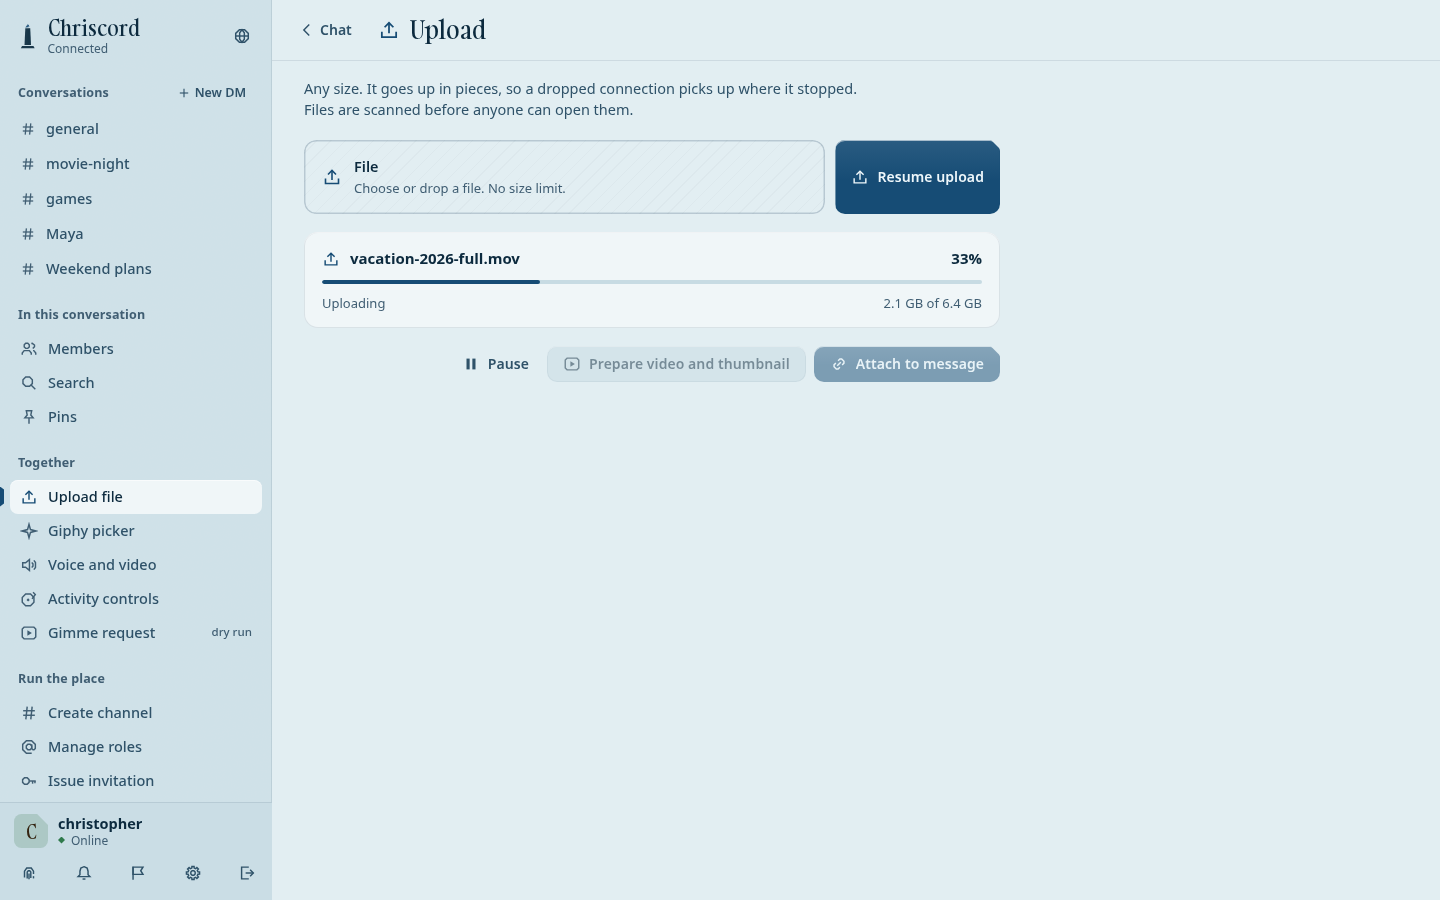 Chriscord
Connected
Conversations
New DM
general
movie-night
games
Maya
Weekend plans
In this conversation
Members
Search
Pins
Together
Upload file
Giphy picker
Voice and video
Activity controls
Gimme request
dry run
Run the place
Create channel
Manage roles
Issue invitation
C
christopher
Online
Chat
Upload
Any size. It goes up in pieces, so a dropped connection picks up where it stopped.
Files are scanned before anyone can open them.
File
Choose or drop a file. No size limit.
Resume upload
vacation-2026-full.mov
33%
Uploading
2.1 GB of 6.4 GB
Pause
Prepare video and thumbnail
Attach to message